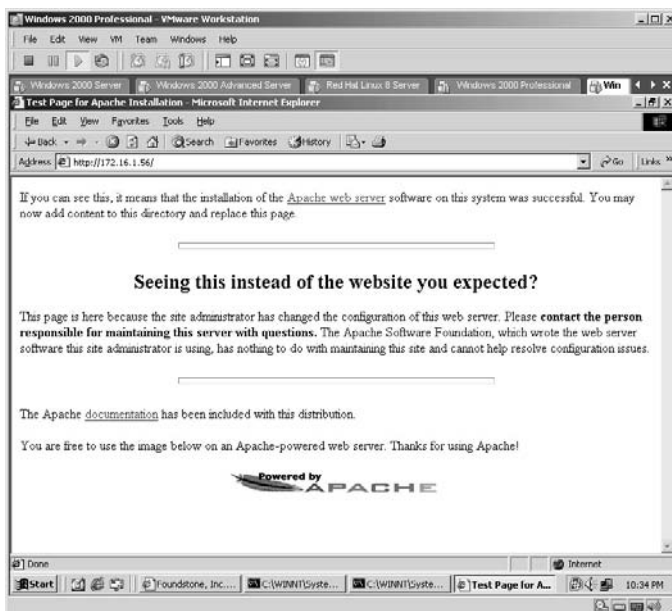 Windows 2000 Professional - VMware Workstation
File Edit View VM Team Windows Help
Windows 2000 Server Windows 2000 Advanced Server Red Hat Linux 8 Server Windows 2000 Professional Win
Test Page for Apache Installation - Microsoft Internet Explorer
File Edit View Favorites Tools Help
Back Search Favorites History
Address http://172.16.1.56/ Go Links »
If you can see this, it means that the installation of the Apache web server software on this system was successful. You may
now add content to this directory and replace this page.
Seeing this instead of the website you expected?
This page is here because the site administrator has changed the configuration of this web server. Please contact the person
responsible for maintaining this server with questions. The Apache Software Foundation, which wrote the web server
software this site administrator is using, has nothing to do with maintaining this site and cannot help resolve configuration issues.
The Apache documentation has been included with this distribution.
You are free to use the image below on an Apache-powered web server. Thanks for using Apache!
Powered by
APACHE
Done Internet
Start Foundstone, Inc.... C:\WINNT\Syste... C:\WINNT\Syste... Test Page for A... 10:34 PM